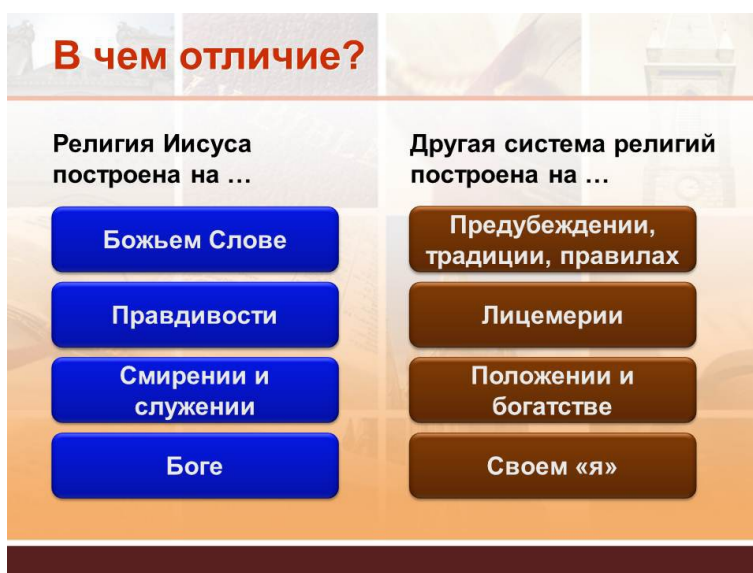 В чем отличие?
Религия Иисуса
построена на …
Божьем Слове
Правдивости
Смирении и
служении
Боге
Другая система религий
построена на …
Предубеждении,
традиции, правилах
Лицемерии
Положении и
богатстве
Своем «я»